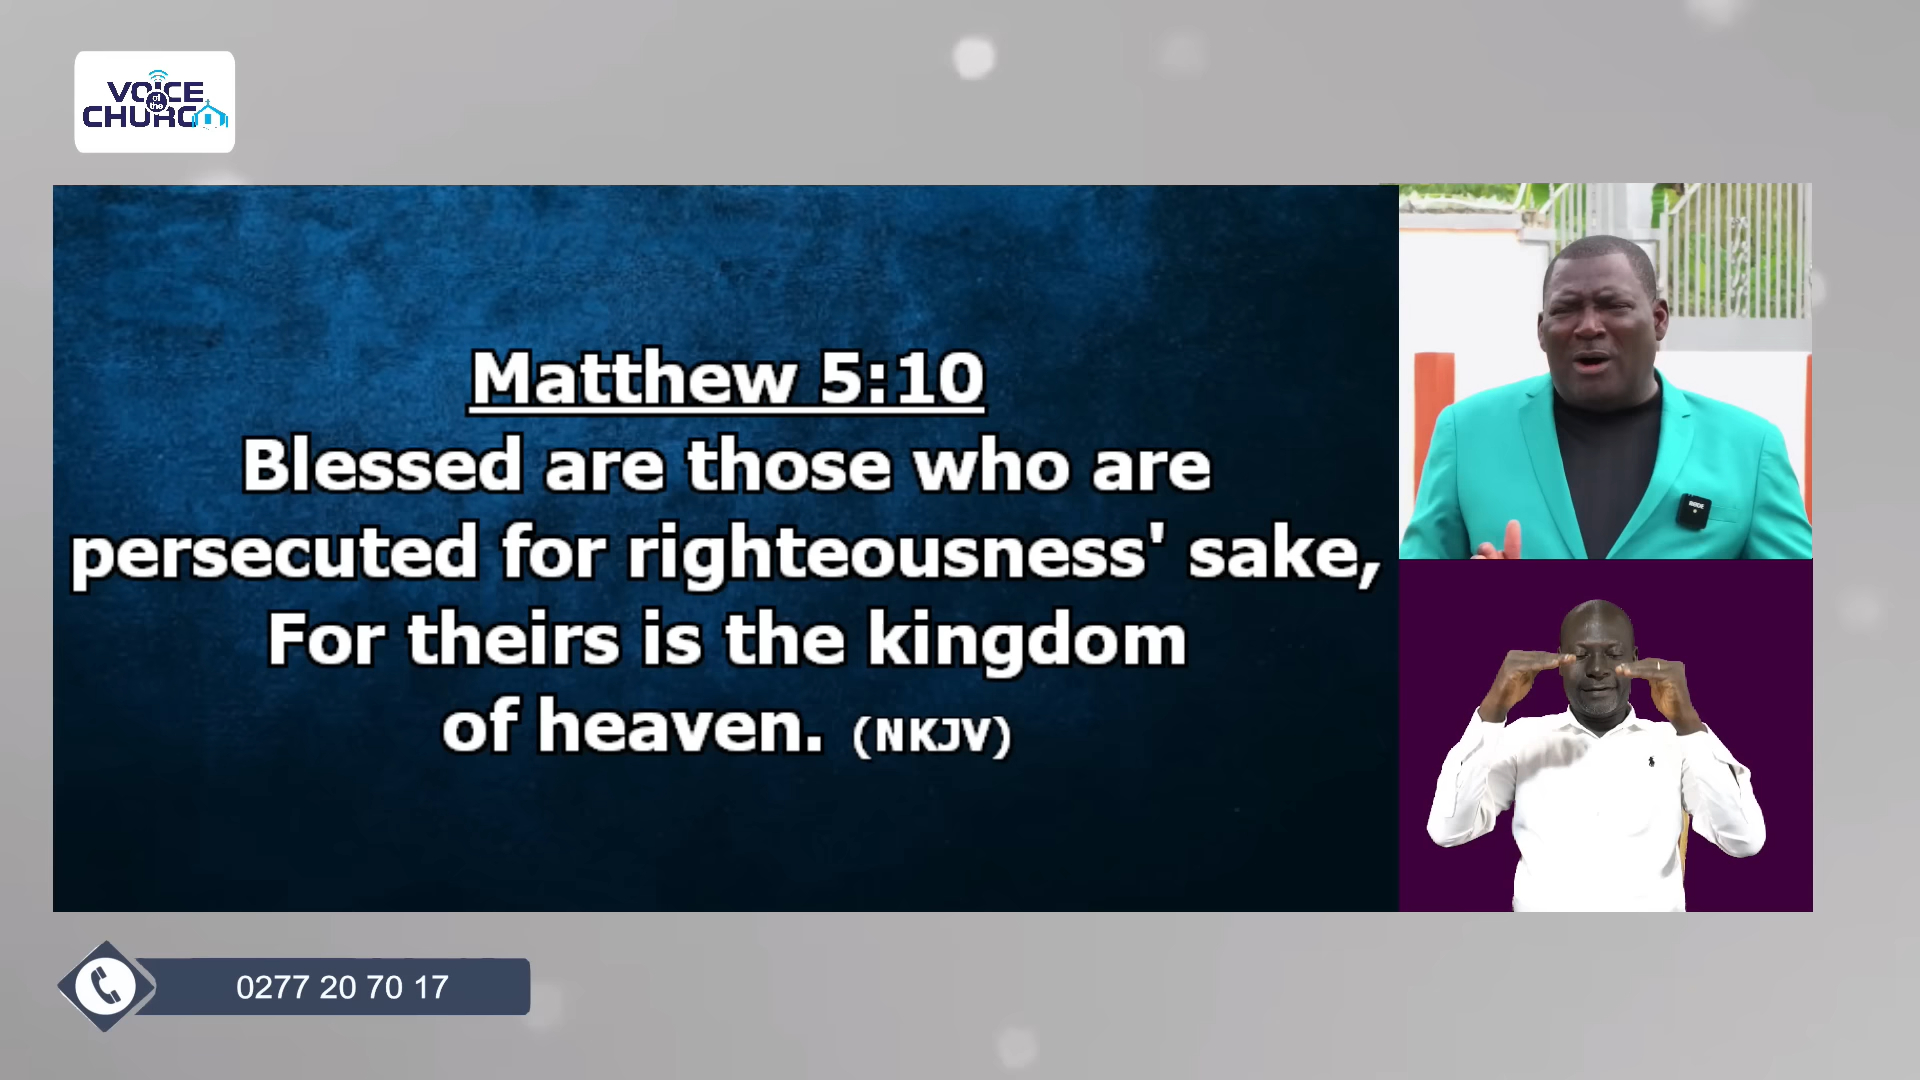 VOICE
of the
CHURCH
Matthew 5:10
Blessed are those who are
persecuted for righteousness' sake,
For theirs is the kingdom
of heaven. (NKJV)
RODE
0277 20 70 17